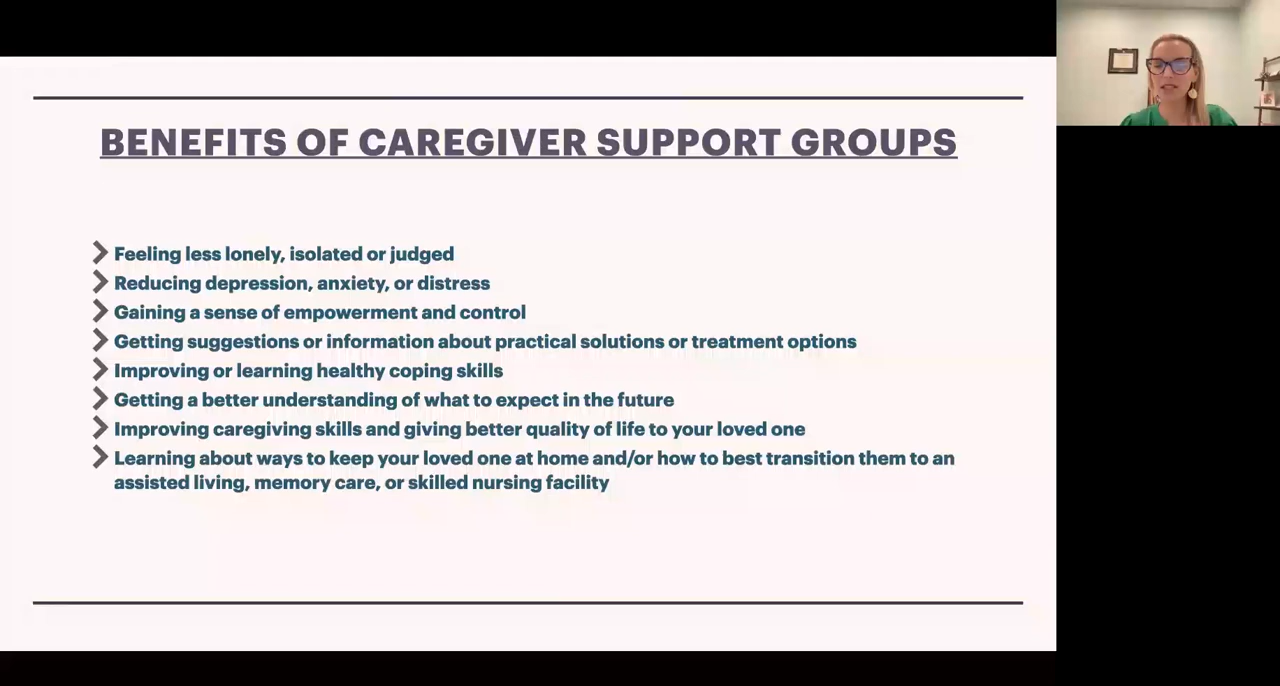 BENEFITS OF CAREGIVER SUPPORT GROUPS
Feeling less lonely, isolated or judged
Reducing depression, anxiety, or distress
Gaining a sense of empowerment and control
Getting suggestions or information about practical solutions or treatment options
Improving or learning healthy coping skills
Getting a better understanding of what to expect in the future
Improving caregiving skills and giving better quality of life to your loved one
Learning about ways to keep your loved one at home and/or how to best transition them to an
assisted living, memory care, or skilled nursing facility